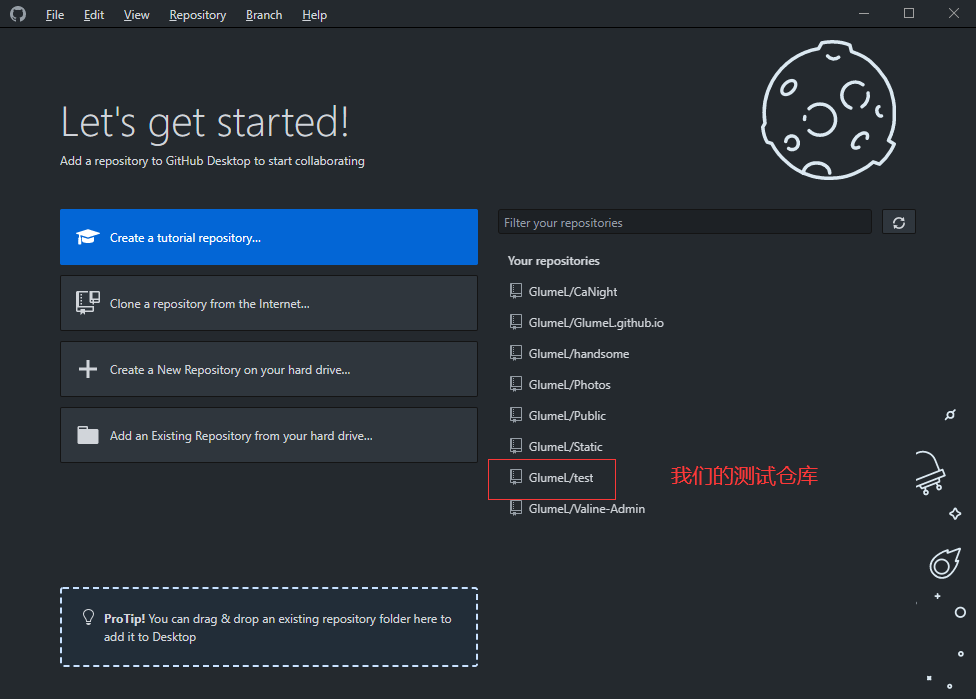 File Edit View Repository Branch Help
Let's get started!
Add a repository to GitHub Desktop to start collaborating
Create a tutorial repository...
Clone a repository from the Internet...
Create a New Repository on your hard drive...
Add an Existing Repository from your hard drive...
ProTip! You can drag & drop an existing repository folder here to
add it to Desktop
Filter your repositories
Your repositories
GlumeL/CaNight
GlumeL/GlumeL.github.io
GlumeL/handsome
GlumeL/Photos
GlumeL/Public
GlumeL/Static
GlumeL/test
我们的测试仓库
GlumeL/Valine-Admin